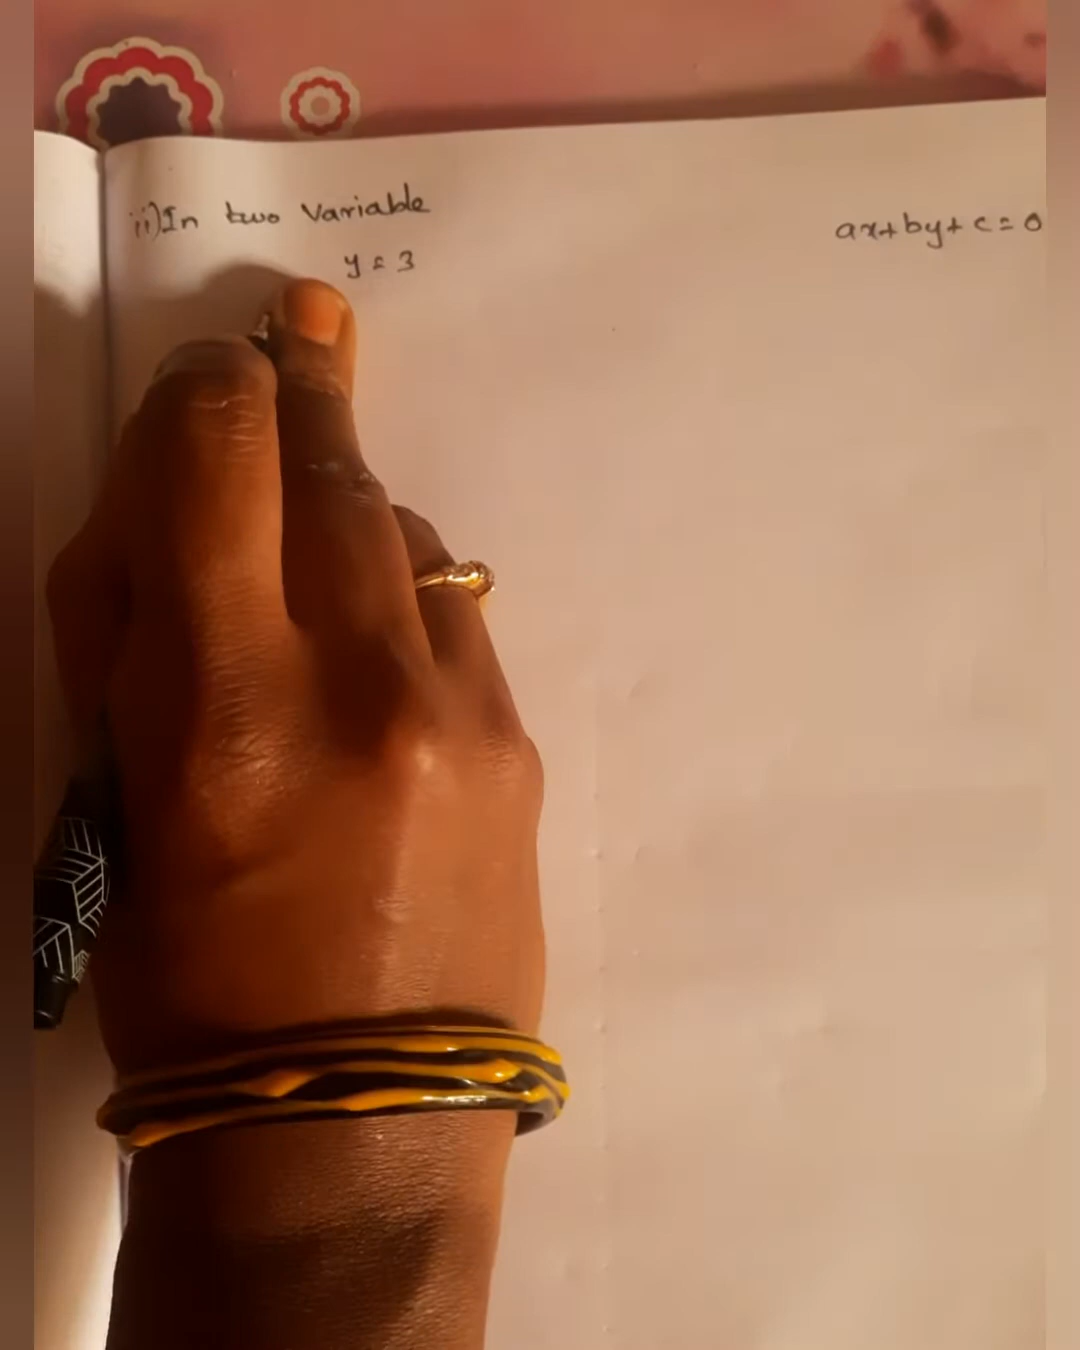 ii) In two Variable
ax+by+c=0
y=3